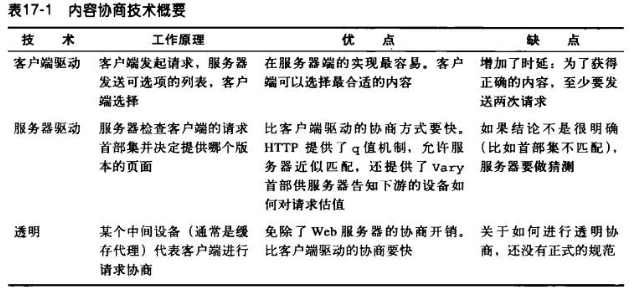 表17-1 内容协商技术概要
技 术 工作原理 优 点 缺 点
客户端驱动 客户端发起请求，服务器 在服务器端的实现最容易。客户 增加了时延：为了获得
发送可选项的列表，客户 端可以选择最合适的内容 正确的内容，至少要发
端选择 送两次请求
服务器驱动 服务器检查客户端的请求 比客户端驱动的协商方式要快。 如果结论不是很明确
首部集并决定提供哪个版 HTTP 提供了 q 值机制，允许服 （比如首部集不匹配），
本的页面 务器近似匹配，还提供了 Vary 服务器要做猜测
首部供服务器告知下游的设备如
何对请求估值
透明 某个中间设备（通常是缓 免除了 Web 服务器的协商开销。 关于如何进行透明协
存代理）代表客户端进行 比客户端驱动的协商要快 商，还没有正式的规范
请求协商